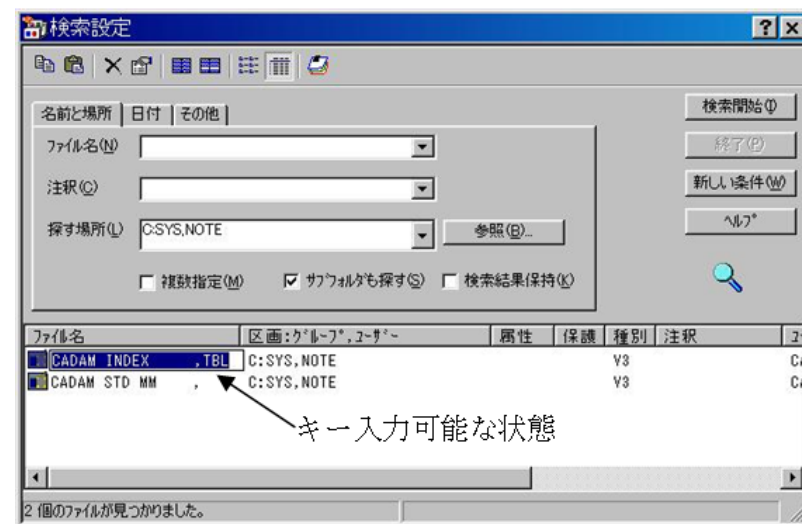 検索設定
名前と場所 日付 その他
検索開始(I)
ファイル名(N)
終了(P)
注釈(C)
新しい条件(W)
探す場所(L) C:SYS,NOTE 参照(B)...
ヘルプ
複数指定(M) サブフォルダも探す(S) 検索結果保持(K)
ファイル名 区画:グループ,ユーザー 属性 保護 種別 注釈
CADAM INDEX ,TBL C:SYS,NOTE V3
CADAM STD MM , C:SYS,NOTE V3
キー入力可能な状態
2 個のファイルが見つかりました。